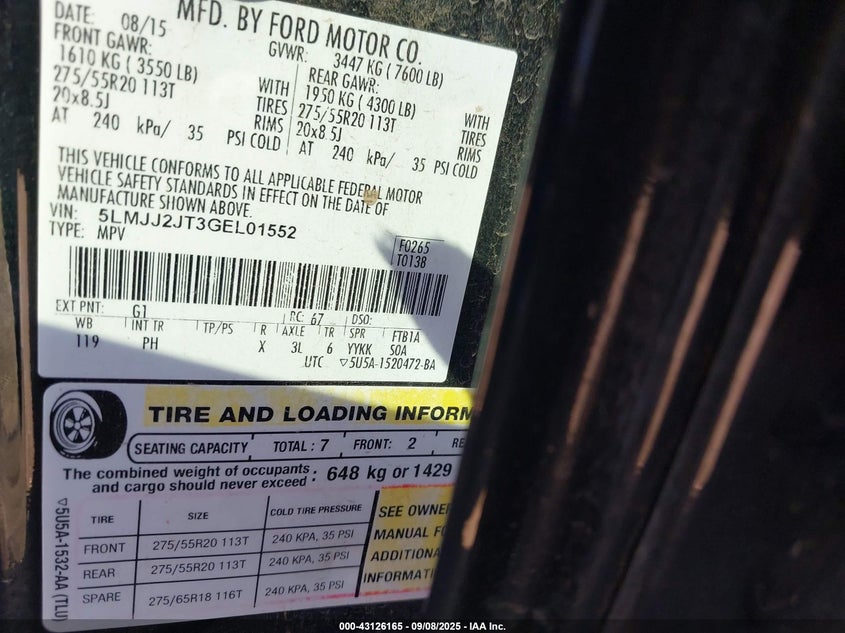 DATE: 08/15 MFD. BY FORD MOTOR CO.
FRONT GAWR: GVWR: 3447 KG ( 7600 LB)
1610 KG ( 3550 LB) REAR GAWR:
275/55R20 113T WITH 1950 KG ( 4300 LB) WITH
20x8.5J TIRES 275/55R20 113T TIRES
RIMS 20x8.5J RIMS
AT 240 kPa/ 35 PSI COLD AT 240 kPa/ 35 PSI COLD
THIS VEHICLE CONFORMS TO ALL APPLICABLE FEDERAL MOTOR
VEHICLE SAFETY STANDARDS IN EFFECT ON THE DATE OF
MANUFACTURE SHOWN ABOVE.
VIN: 5LMJJ2JT3GEL01552
TYPE: MPV
F0265
T0138
EXT PNT: G1 RC: 67 DSO:
WB INT TR TP/PS R AXLE TR SPR FTB1A
119 PH X 3L 6 YYKK SOA
UTC ▽5U5A-1520472-BA
TIRE AND LOADING INFORM
SEATING CAPACITY TOTAL : 7 FRONT: 2 RE
The combined weight of occupants
and cargo should never exceed : 648 kg or 1429
TIRE SIZE COLD TIRE PRESSURE
FRONT 275/55R20 113T 240 KPA, 35 PSI
REAR 275/55R20 113T 240 KPA, 35 PSI
SPARE 275/65R18 116T 240 KPA, 35 PSI
SEE OWNE
MANUAL FO
ADDITIONA
INFORMATION
▽5U5A-1532-AA (TLU)
000-43126165 - 09/08/2025 - IAA Inc.